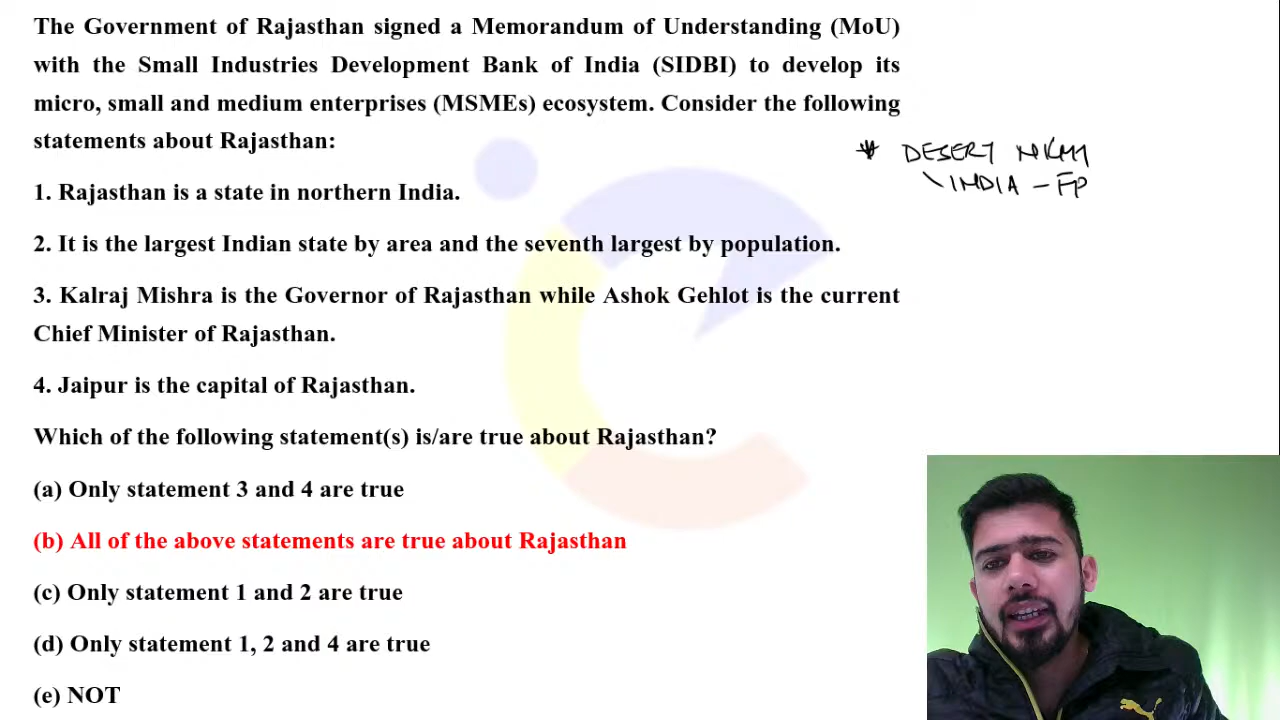 The Government of Rajasthan signed a Memorandum of Understanding (MoU)
with the Small Industries Development Bank of India (SIDBI) to develop its
micro, small and medium enterprises (MSMEs) ecosystem. Consider the following
statements about Rajasthan:
1. Rajasthan is a state in northern India.
2. It is the largest Indian state by area and the seventh largest by population.
3. Kalraj Mishra is the Governor of Rajasthan while Ashok Gehlot is the current
Chief Minister of Rajasthan.
4. Jaipur is the capital of Rajasthan.
Which of the following statement(s) is/are true about Rajasthan?
(a) Only statement 3 and 4 are true
(b) All of the above statements are true about Rajasthan
(c) Only statement 1 and 2 are true
(d) Only statement 1, 2 and 4 are true
(e) NOT
DESERT
INDIA – FP